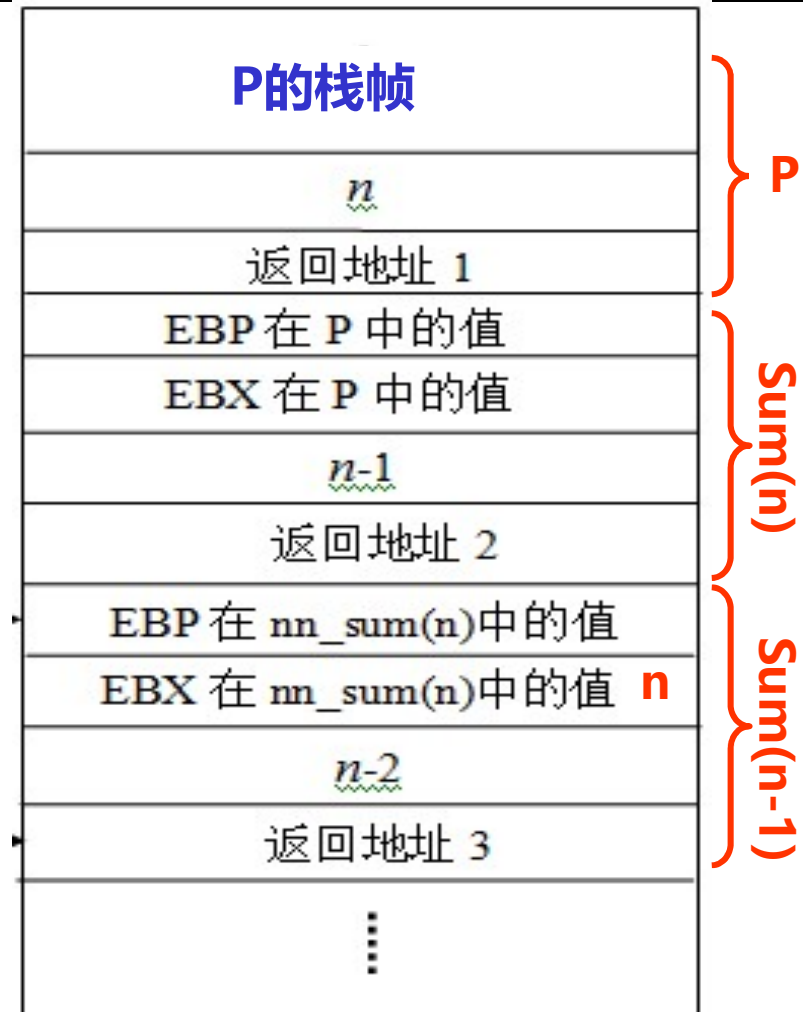 P的栈帧
P
n
返回地址 1
EBP 在 P 中的值
EBX 在 P 中的值
n-1
返回地址 2
Sum(n)
EBP 在 nn_sum(n)中的值
EBX 在 nn_sum(n)中的值 n
n-2
返回地址 3
Sum(n-1)